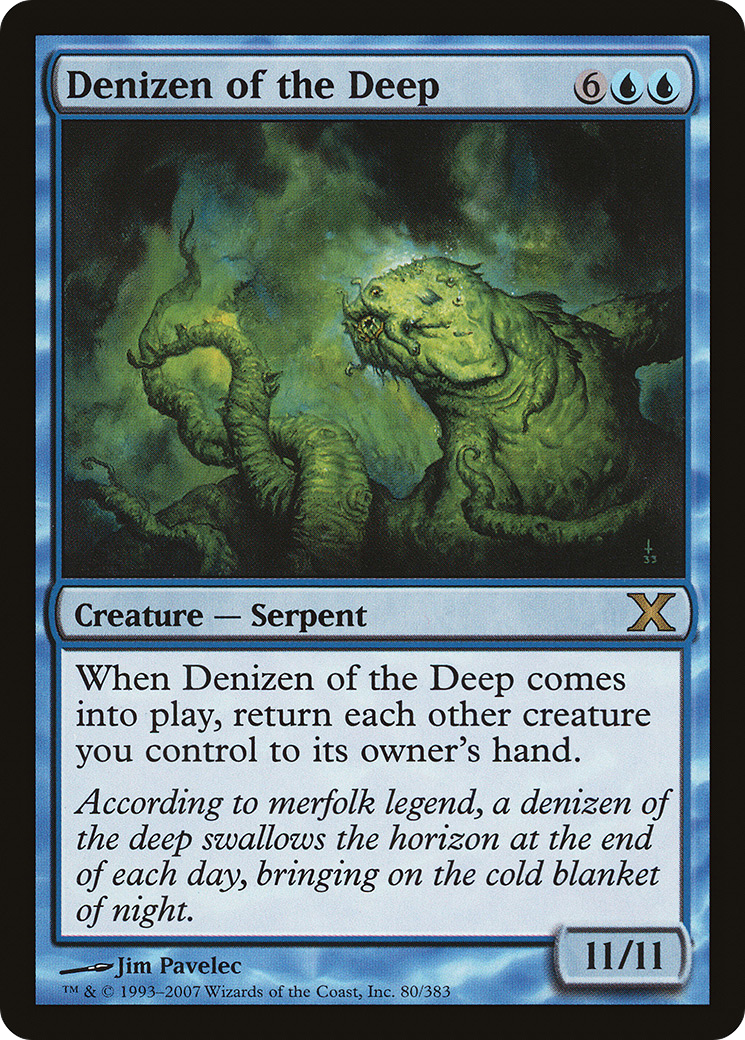 Denizen of the Deep 6
33
Creature — Serpent X
When Denizen of the Deep comes
into play, return each other creature
you control to its owner's hand.
According to merfolk legend, a denizen of
the deep swallows the horizon at the end
of each day, bringing on the cold blanket
of night.
11/11
Jim Pavelec
™ & © 1993–2007 Wizards of the Coast, Inc. 80/383